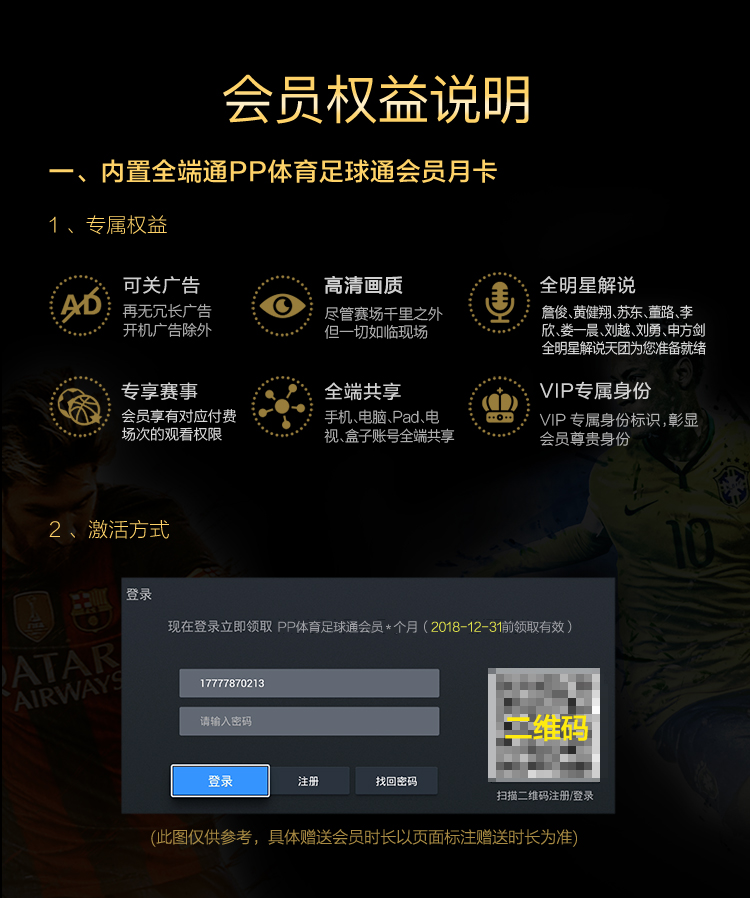 会员权益说明
一、内置全端通PP体育足球通会员月卡
1 、专属权益
AD
可关广告
再无冗长广告
开机广告除外
高清画质
尽管赛场千里之外
但一切如临现场
全明星解说
詹俊、黄健翔、苏东、董路、李
欣、娄一晨、刘越、刘勇、申方剑
全明星解说天团为您准备就绪
专享赛事
会员享有对应付费
场次的观看权限
全端共享
手机、电脑、Pad、电
视、盒子账号全端共享
VIP专属身份
VIP 专属身份标识，彰显
会员尊贵身份
10
2 、激活方式
QATAR
AIRWAYS
登录
现在登录立即领取 PP体育足球通会员*个月（2018-12-31前领取有效）
17777870213
请输入密码
二维码
登录
注册
找回密码
扫描二维码注册/登录
(此图仅供参考，具体赠送会员时长以页面标注赠送时长为准)